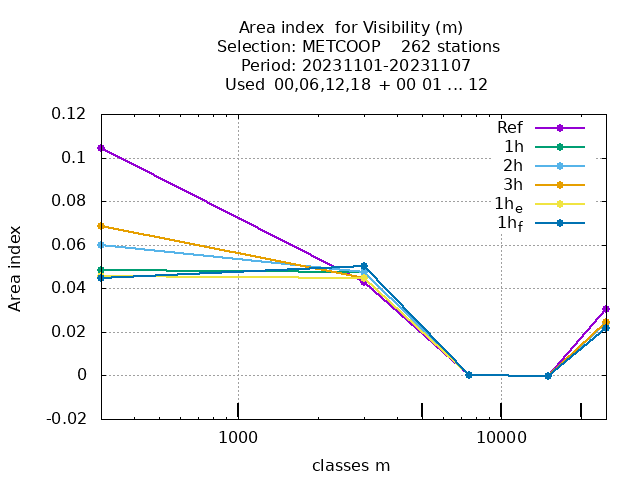 Area index  for Visibility (m)
Selection: METCOOP    262 stations
Period: 20231101-20231107
Used  00,06,12,18 + 00 01 ... 12
0.12
0.1
0.08
0.06
0.04
0.02
0
-0.02
Area index
Ref
1h
2h
3h
1he
1hf
1000
10000
classes m